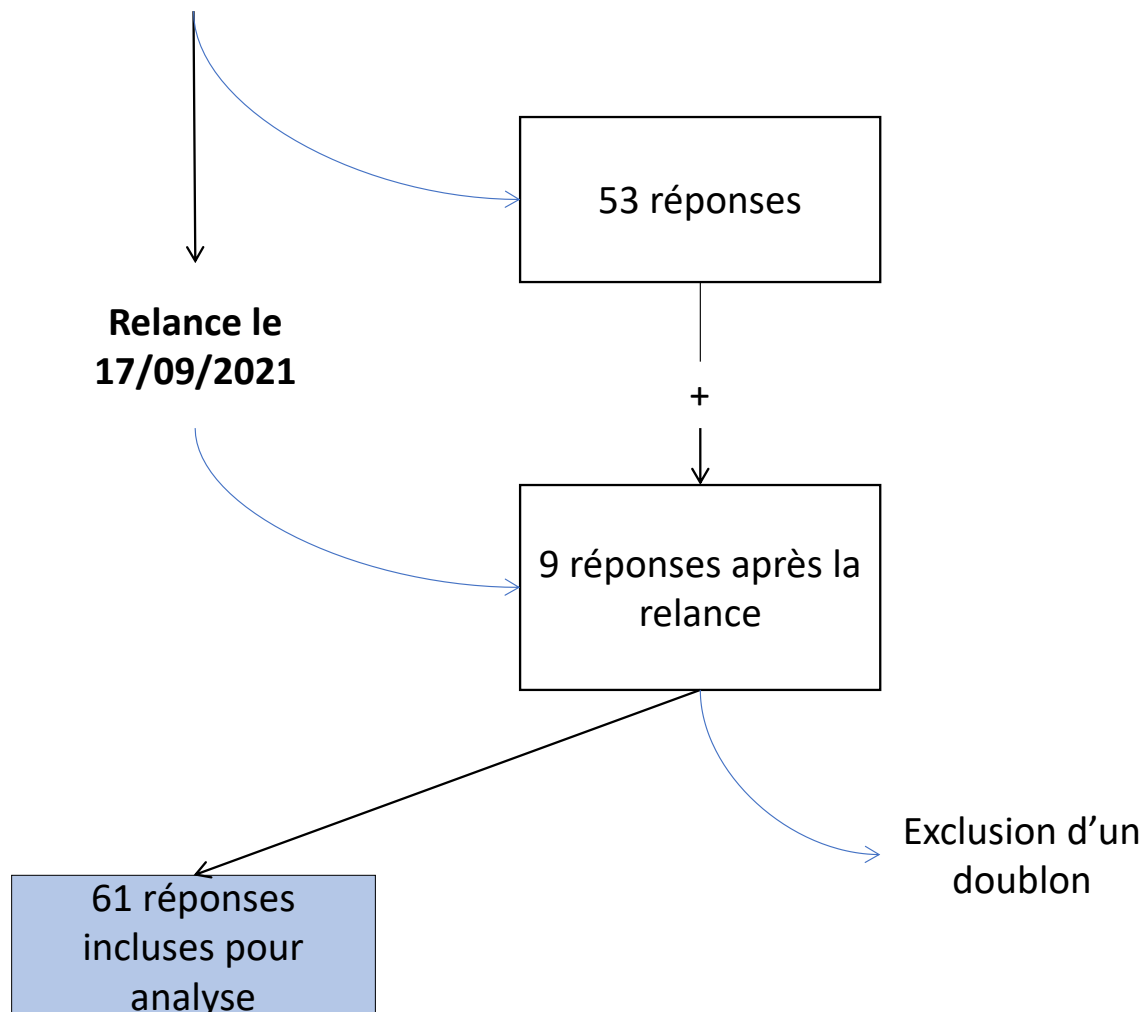 53 réponses
Relance le
17/09/2021
+
9 réponses après la
relance
Exclusion d’un
doublon
61 réponses
incluses pour
analyse